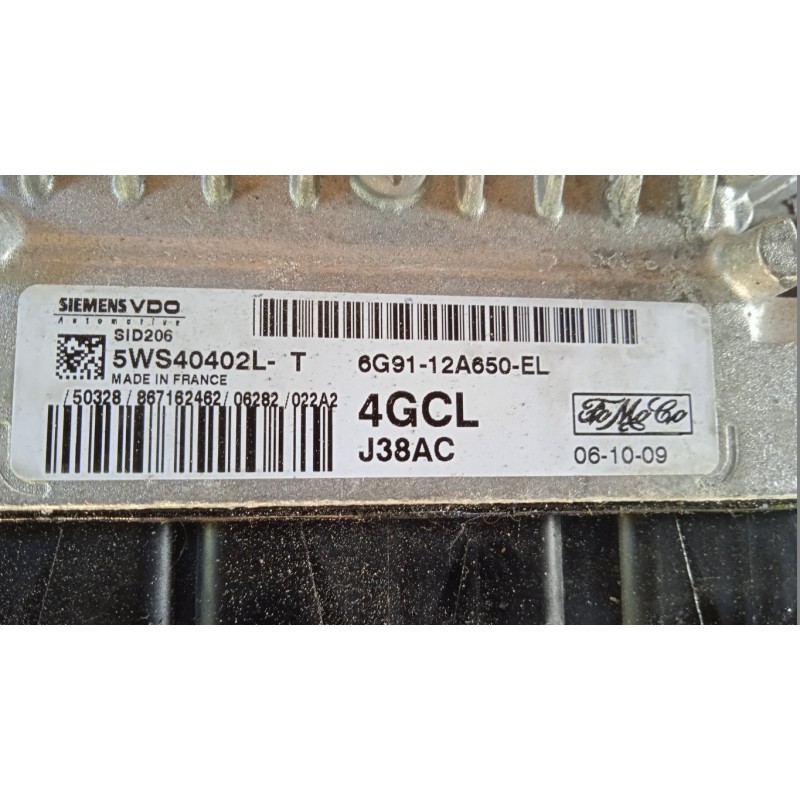 SIEMENS VDO
Automotive
SID206
5WS40402L- T
MADE IN FRANCE
/ 50328 / 867162462 / 06282 / 022A2
6G91-12A650-EL
4GCL
J38AC
FoMoCo
06-10-09